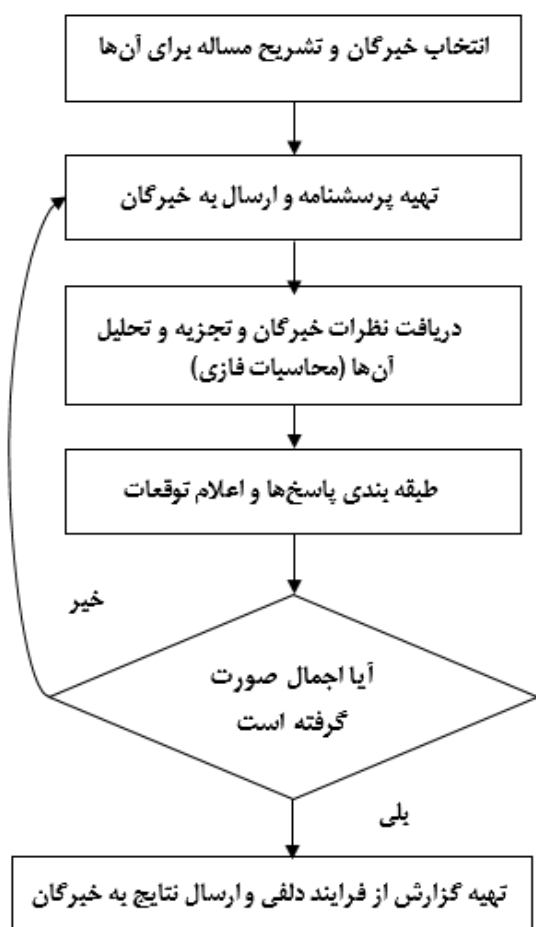 انتخاب خبرگان و تشریح مساله برای آن‌ها
تهیه پرسشنامه و ارسال به خبرگان
دریافت نظرات خبرگان و تجزیه و تحلیل
آن‌ها (محاسبات فازی)
طبقه بندی پاسخ‌ها و اعلام توقعات
خیر
آیا اجمال صورت
گرفته است
بلی
تهیه گزارش از فرایند دلفی و ارسال نتایج به خبرگان